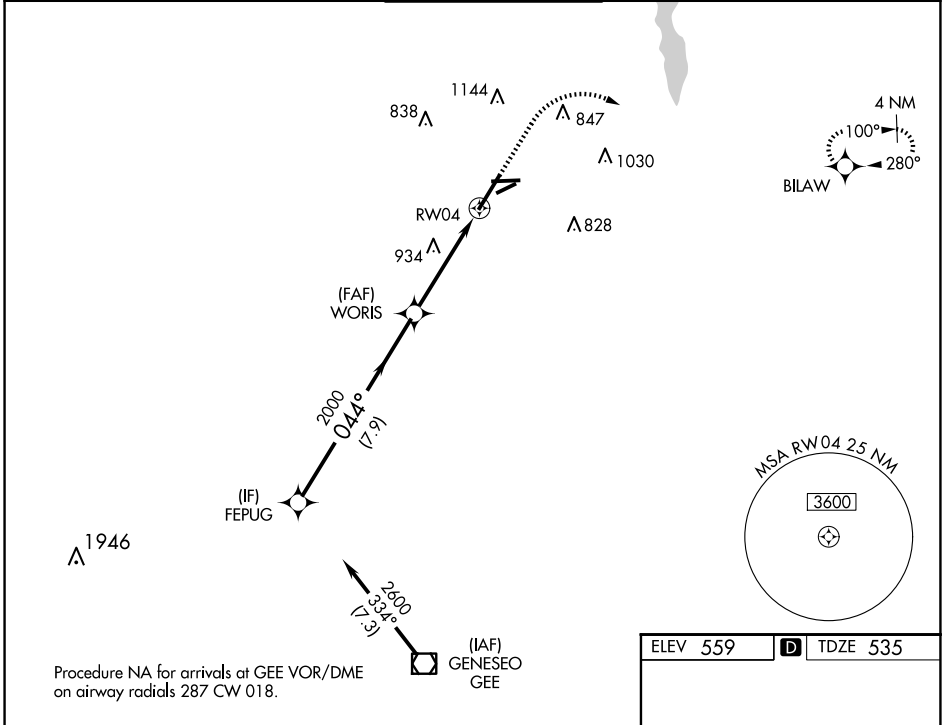 1144
838
847
4 NM
100°
1030
280°
BILAW
RW04
828
934
(FAF)
WORIS
2000
044°
(7.9)
MSA RW04 25 NM
(IF)
FEPUG
3600
1946
2600
334°
(7.3)
(IAF)
GENESEO
GEE
ELEV 559 D TDZE 535
Procedure NA for arrivals at GEE VOR/DME
on airway radials 287 CW 018.